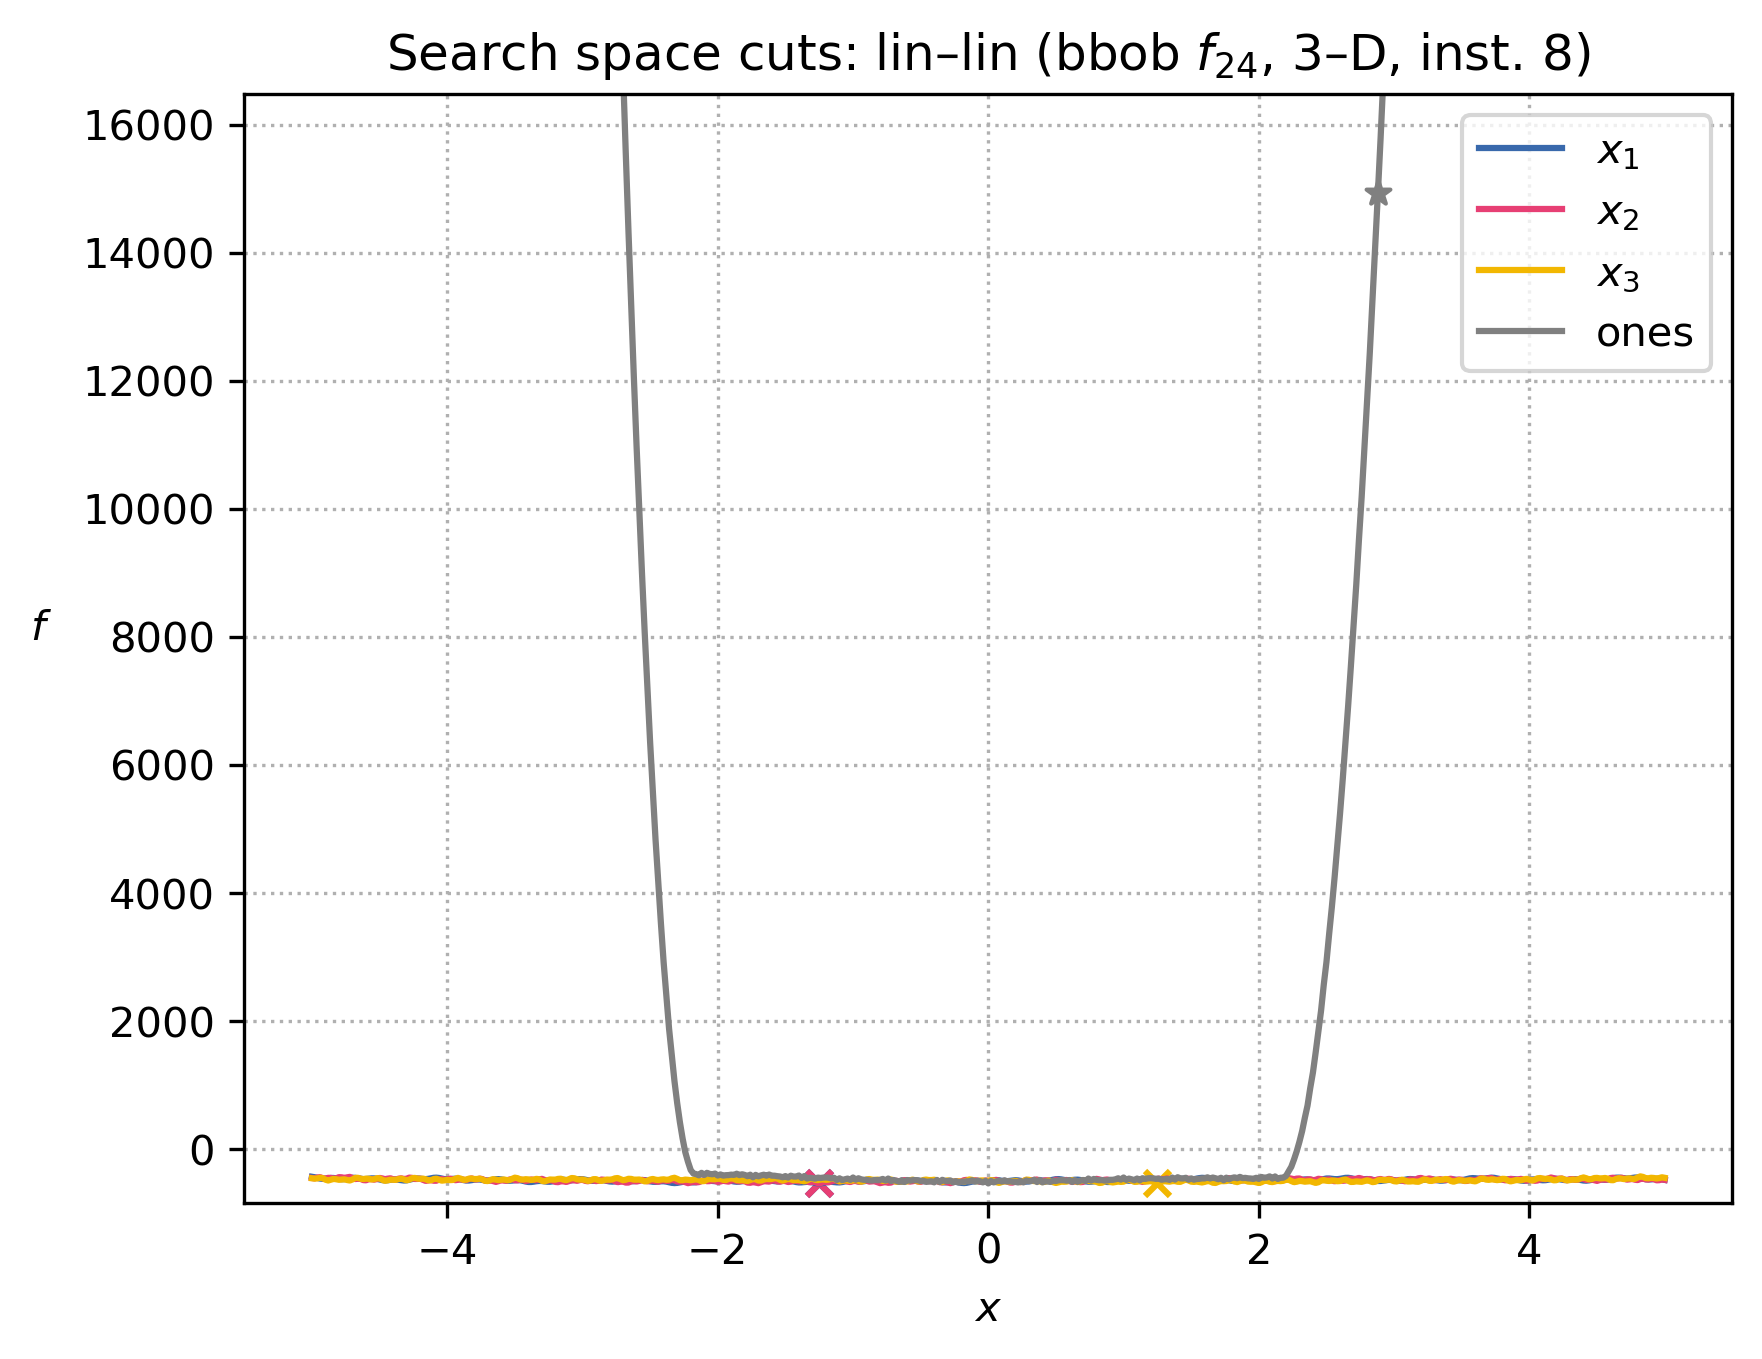 Search space cuts: lin–lin (bbob f24, 3–D, inst. 8)
16000
14000
12000
10000
8000
6000
4000
2000
0
f
x1
x2
x3
ones
−4
−2
0
2
4
x